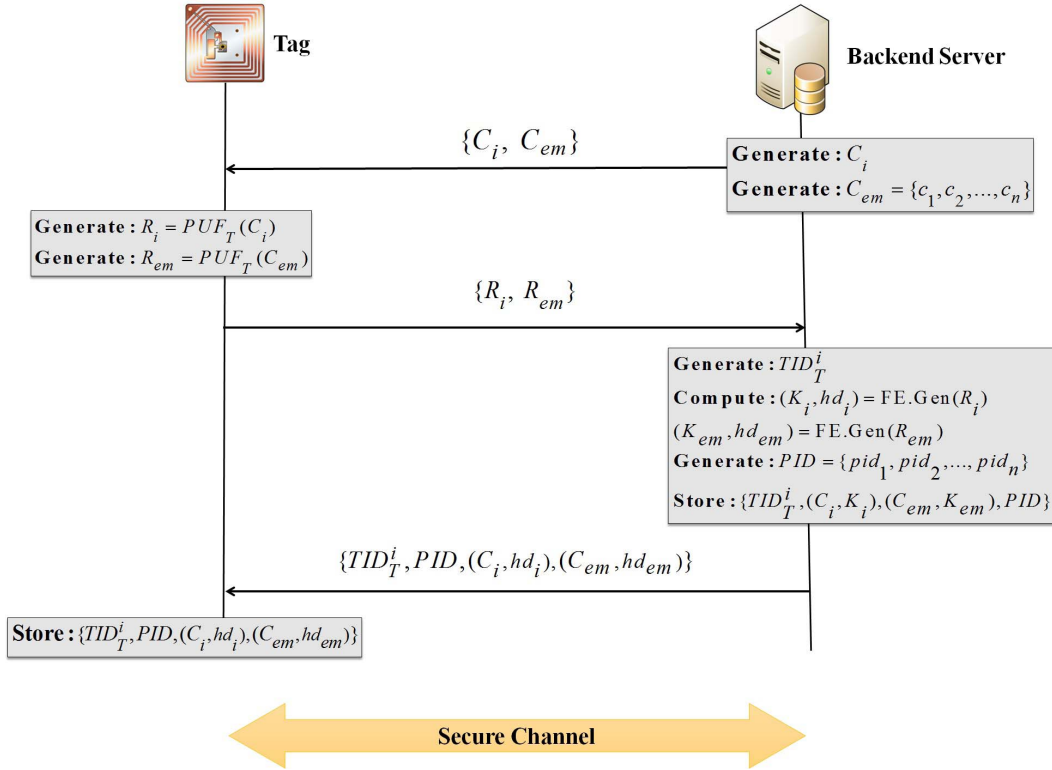 Tag
Backend Server
{C_i, C_em}
Generate: C_i
Generate: C_em = {c_1, c_2, ..., c_n}
Generate: R_i = PUF_T(C_i)
Generate: R_em = PUF_T(C_em)
{R_i, R_em}
Generate: TID_T^i
Compute: (K_i, hd_i) = FE.Gen(R_i)
(K_em, hd_em) = FE.Gen(R_em)
Generate: PID = {pid_1, pid_2, ..., pid_n}
Store: {TID_T^i, (C_i, K_i), (C_em, K_em), PID}
{TID_T^i, PID, (C_i, hd_i), (C_em, hd_em)}
Store: {TID_T^i, PID, (C_i, hd_i), (C_em, hd_em)}
Secure Channel